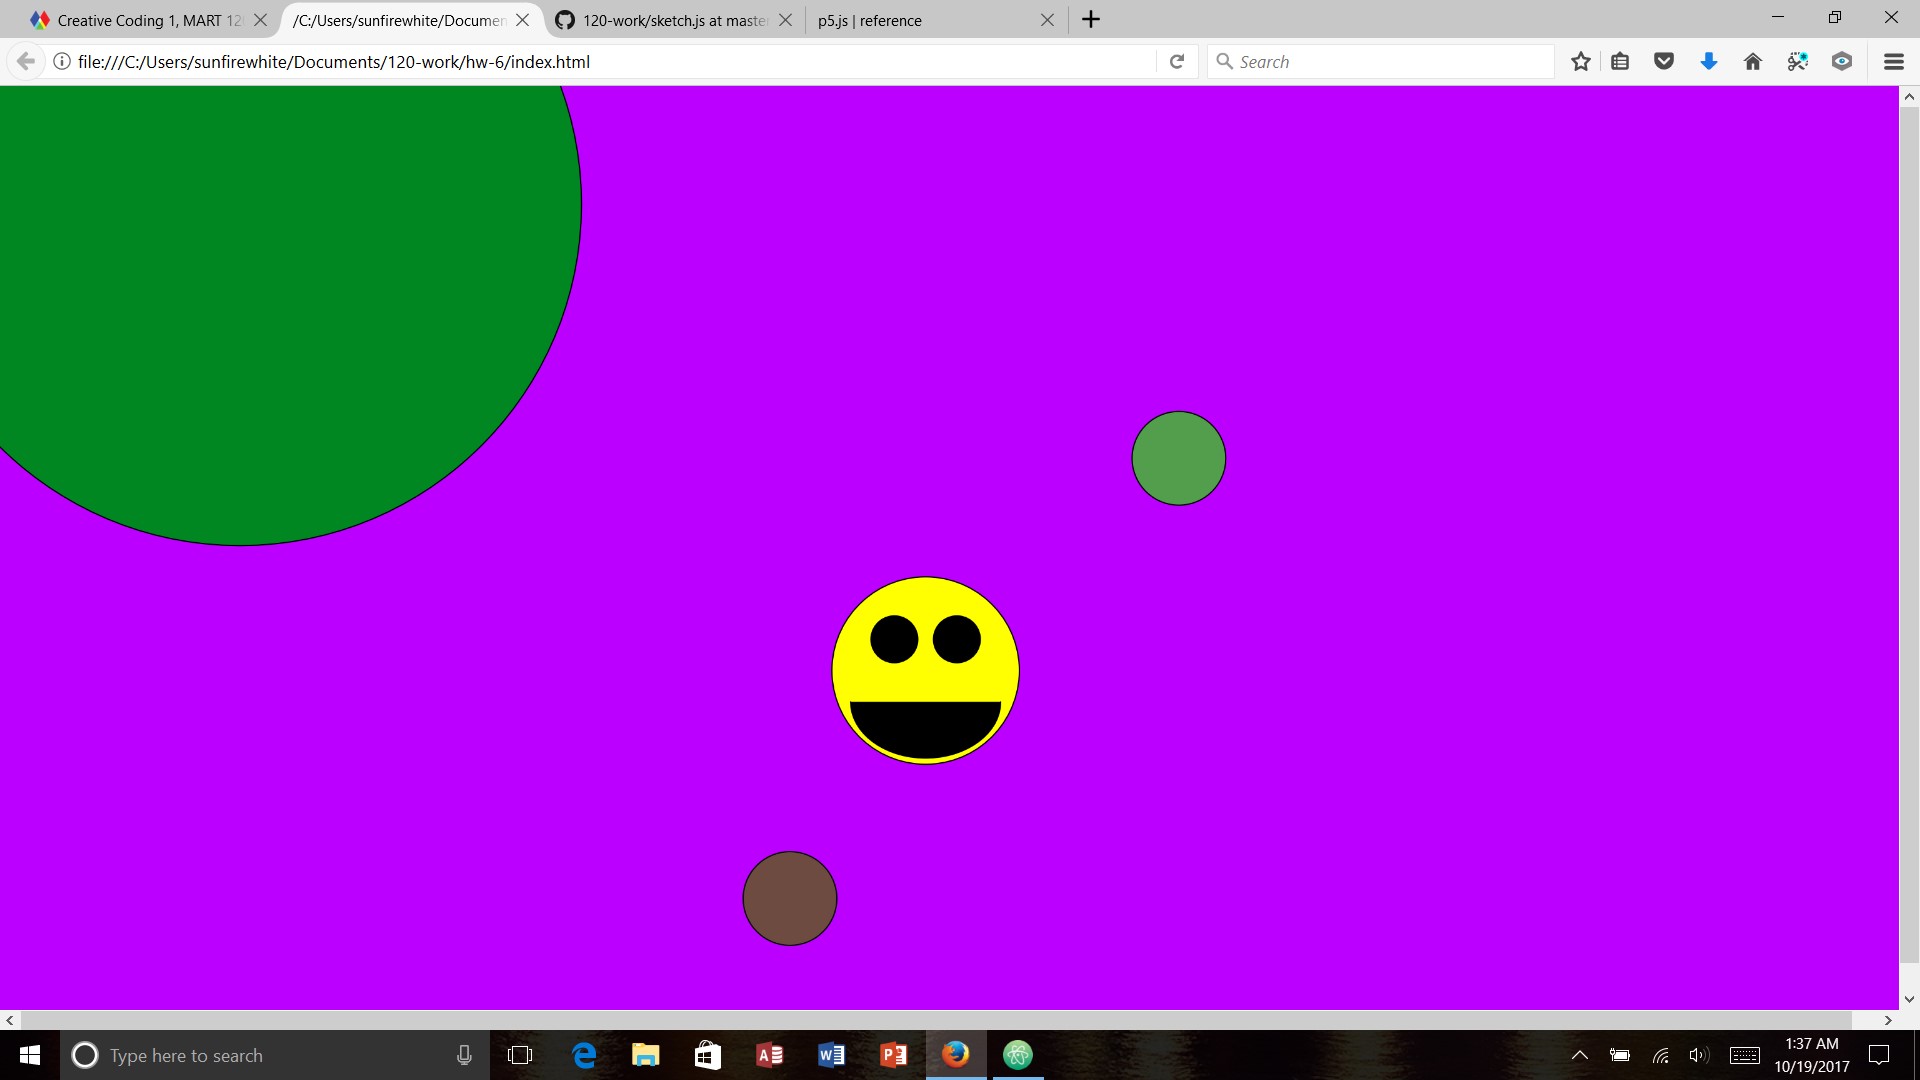 Creative Coding 1, MART 12
/C:/Users/sunfirewhite/Documen
120-work/sketch.js at master
p5.js | reference
file:///C:/Users/sunfirewhite/Documents/120-work/hw-6/index.html
Search
Type here to search
1:37 AM
10/19/2017